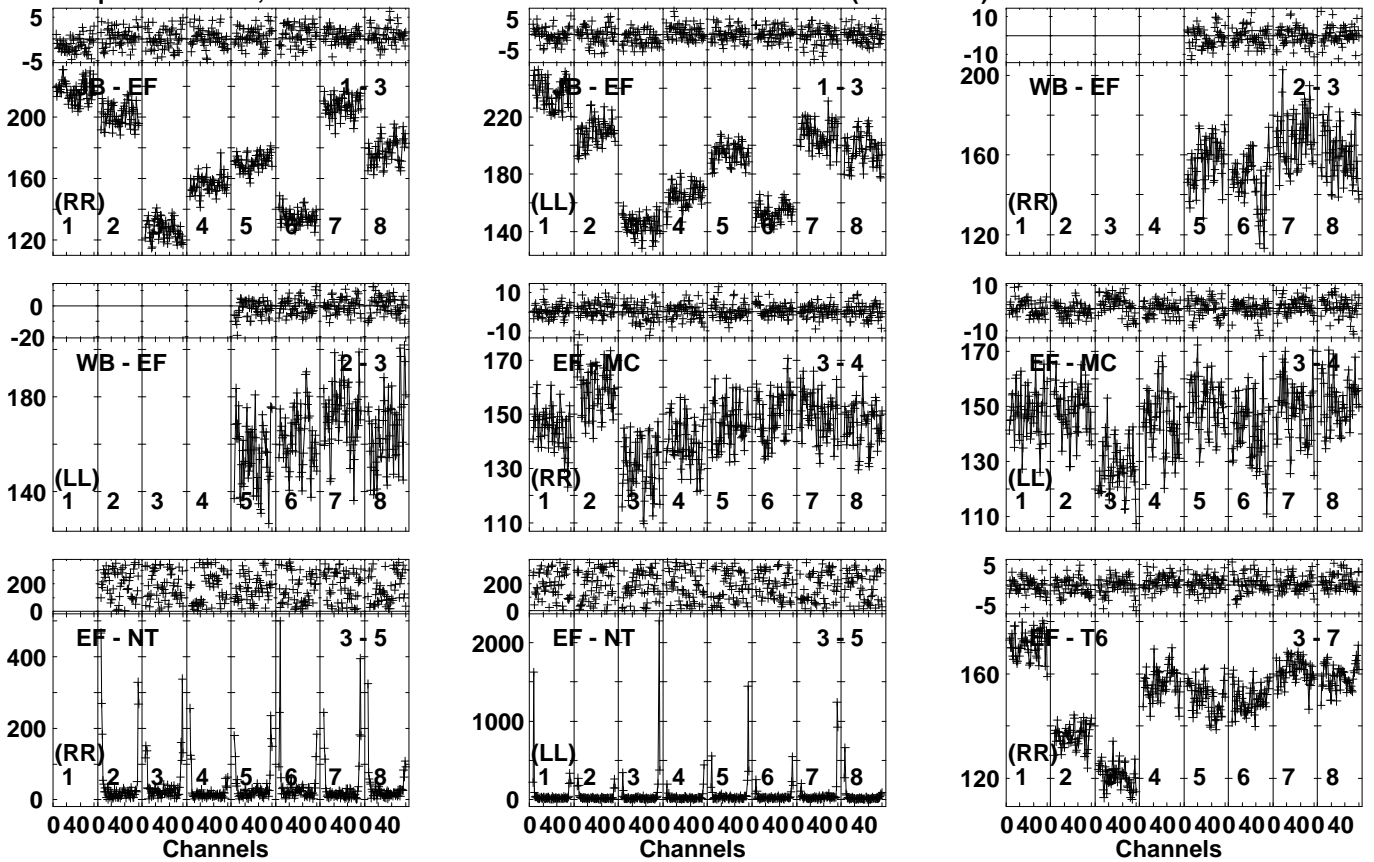 5
-5
JB - EF 1 - 3
200
160
120
(RR)
1 2 3 4 5 6 7 8
5
-5
JB - EF 1 - 3
220
180
140
(LL)
1 2 3 4 5 6 7 8
10
-10
WB - EF 2 - 3
200
160
120
(RR)
1 2 3 4 5 6 7 8
0
-20
WB - EF 2 - 3
180
140
(LL)
1 2 3 4 5 6 7 8
10
-10
EF - MC 3 - 4
170
150
130
110
(RR)
1 2 3 4 5 6 7 8
10
-10
EF - MC 3 - 4
170
150
130
110
(LL)
1 2 3 4 5 6 7 8
200
0
EF - NT 3 - 5
400
200
0
(RR)
1 2 3 4 5 6 7 8
0 40 0 40 0 40 0 40 0 40 0 40 0 40 0 40
Channels
200
0
EF - NT 3 - 5
2000
1000
0
(LL)
1 2 3 4 5 6 7 8
0 40 0 40 0 40 0 40 0 40 0 40 0 40 0 40
Channels
5
-5
EF - T6 3 - 7
160
120
(RR)
1 2 3 4 5 6 7 8
0 40 0 40 0 40 0 40 0 40 0 40 0 40 0 40
Channels